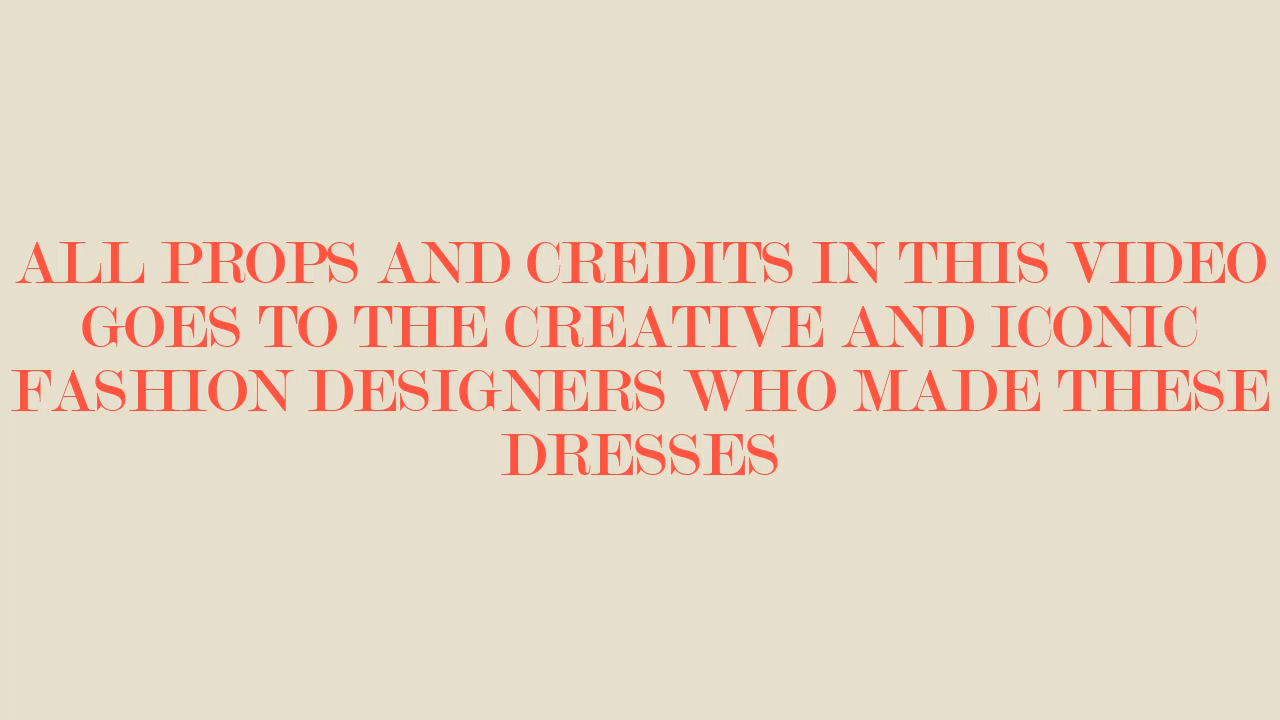 ALL PROPS AND CREDITS IN THIS VIDEO
GOES TO THE CREATIVE AND ICONIC
FASHION DESIGNERS WHO MADE THESE
DRESSES